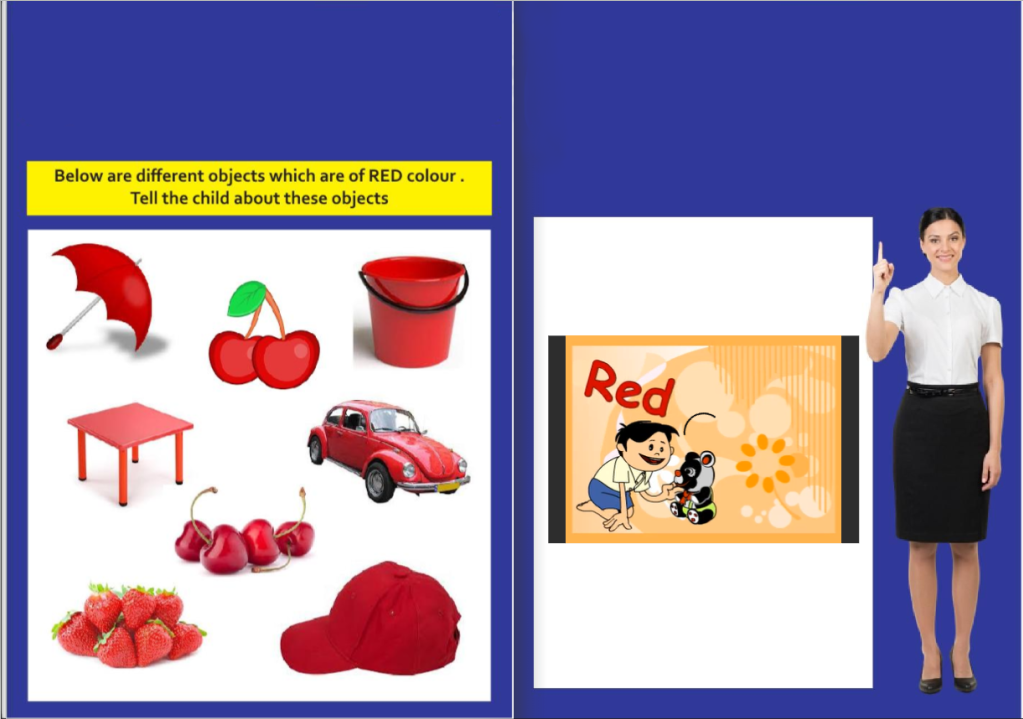 Below are different objects which are of RED colour .
Tell the child about these objects
Red